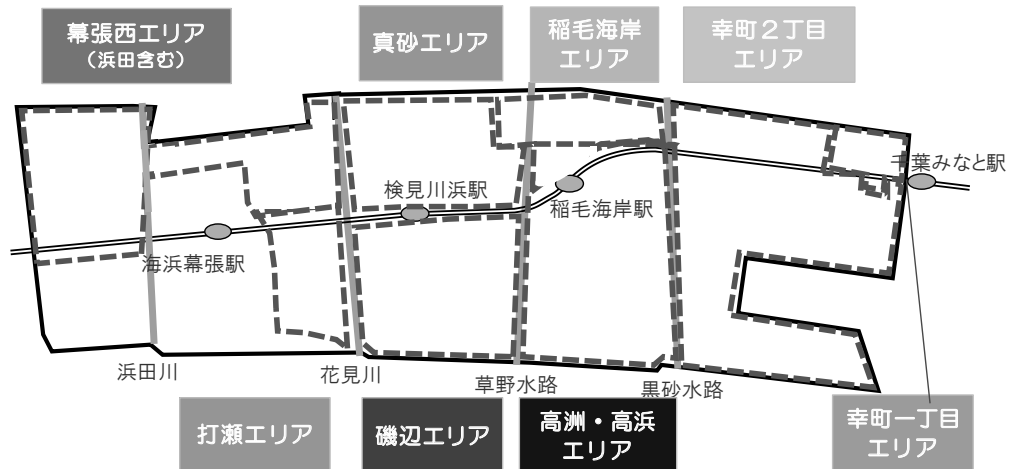 幕張西エリア
（浜田含む）
真砂エリア
稲毛海岸
エリア
幸町２丁目
エリア
千葉みなと駅
検見川浜駅
稲毛海岸駅
海浜幕張駅
浜田川
花見川
草野水路
黒砂水路
打瀬エリア
磯辺エリア
高洲・高浜
エリア
幸町一丁目
エリア